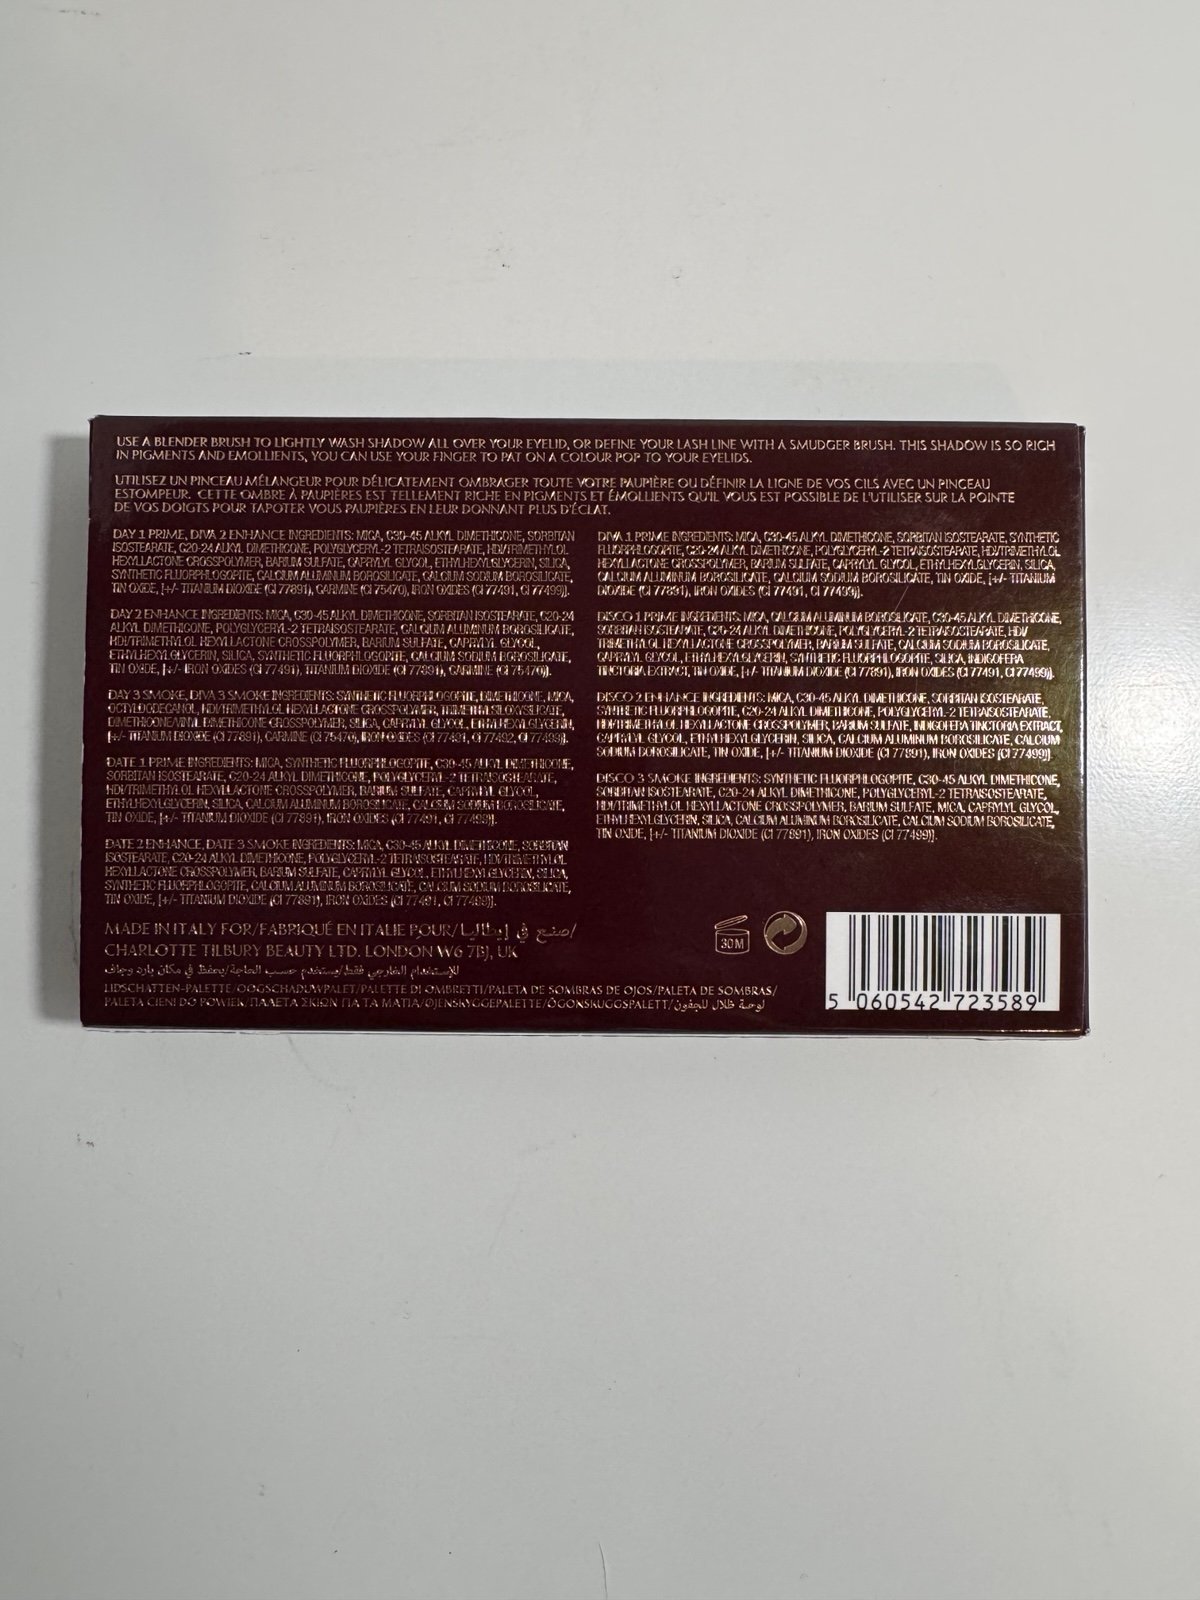 USE A BLENDER BRUSH TO LIGHTLY WASH SHADOW ALL OVER YOUR EYELID, OR DEFINE YOUR LASH LINE WITH A SMUDGER BRUSH. THIS SHADOW IS SO RICH
IN PIGMENTS AND EMOLLIENTS, YOU CAN USE YOUR FINGER TO PAT ON A COLOUR POP TO YOUR EYELIDS.
UTILISEZ UN PINCEAU MÉLANGEUR POUR DÉLICATEMENT OMBRAGER TOUTE VOTRE PAUPIÈRE OU DÉFINIR LA LIGNE DE VOS CILS AVEC UN PINCEAU
ESTOMPEUR. CETTE OMBRE À PAUPIÈRES EST TELLEMENT RICHE EN PIGMENTS ET ÉMOLLIENTS QU'IL VOUS EST POSSIBLE DE L'UTILISER SUR LA POINTE
DE VOS DOIGTS POUR TAPOTER VOUS PAUPIÈRES EN LEUR DONNANT PLUS D'ÉCLAT.
DAY 1 PRIME, DIVA 2 ENHANCE INGREDIENTS: MICA, C30-45 ALKYL DIMETHICONE, SORBITAN
ISOSTEARATE, C20-24 ALKYL DIMETHICONE, POLYGLYCERYL-2 TETRAISOSTEARATE, HDI/TRIMETHYLOL
HEXYLLACTONE CROSSPOLYMER, BARIUM SULFATE, CAPRYLYL GLYCOL, ETHYLHEXYLGLYCERIN, SILICA,
SYNTHETIC FLUORPHLOGOPITE, CALCIUM ALUMINUM BOROSILICATE, CALCIUM SODIUM BOROSILICATE,
TIN OXIDE, [+/- TITANIUM DIOXIDE (CI 77891), CARMINE (CI 75470), IRON OXIDES (CI 77491, CI 77499)].
DAY 2 ENHANCE INGREDIENTS: MICA, C30-45 ALKYL DIMETHICONE, SORBITAN ISOSTEARATE, C20-24
ALKYL DIMETHICONE, POLYGLYCERYL-2 TETRAISOSTEARATE, CALCIUM ALUMINUM BOROSILICATE,
HDI/TRIMETHYLOL HEXYLLACTONE CROSSPOLYMER, BARIUM SULFATE, CAPRYLYL GLYCOL,
ETHYLHEXYLGLYCERIN, SILICA, SYNTHETIC FLUORPHLOGOPITE, CALCIUM SODIUM BOROSILICATE,
TIN OXIDE, [+/- IRON OXIDES (CI 77491), TITANIUM DIOXIDE (CI 77891), CARMINE (CI 75470)].
DAY 3 SMOKE, DIVA 3 SMOKE INGREDIENTS: SYNTHETIC FLUORPHLOGOPITE, DIMETHICONE, MICA,
OCTYLDODECANOL, HDI/TRIMETHYLOL HEXYLLACTONE CROSSPOLYMER, TRIMETHYLSILOXYSILICATE,
DIMETHICONE/VINYL DIMETHICONE CROSSPOLYMER, SILICA, CAPRYLYL GLYCOL, ETHYLHEXYLGLYCERIN,
[+/- TITANIUM DIOXIDE (CI 77891), CARMINE (CI 75470), IRON OXIDES (CI 77491, CI 77492, CI 77499)].
DATE 1 PRIME INGREDIENTS: MICA, SYNTHETIC FLUORPHLOGOPITE, C30-45 ALKYL DIMETHICONE,
SORBITAN ISOSTEARATE, C20-24 ALKYL DIMETHICONE, POLYGLYCERYL-2 TETRAISOSTEARATE,
HDI/TRIMETHYLOL HEXYLLACTONE CROSSPOLYMER, BARIUM SULFATE, CAPRYLYL GLYCOL,
ETHYLHEXYLGLYCERIN, SILICA, CALCIUM ALUMINUM BOROSILICATE, CALCIUM SODIUM BOROSILICATE,
TIN OXIDE, [+/- TITANIUM DIOXIDE (CI 77891), IRON OXIDES (CI 77491, CI 77499)].
DATE 2 ENHANCE, DATE 3 SMOKE INGREDIENTS: MICA, C30-45 ALKYL DIMETHICONE, SORBITAN
ISOSTEARATE, C20-24 ALKYL DIMETHICONE, POLYGLYCERYL-2 TETRAISOSTEARATE, HDI/TRIMETHYLOL
HEXYLLACTONE CROSSPOLYMER, BARIUM SULFATE, CAPRYLYL GLYCOL, ETHYLHEXYLGLYCERIN, SILICA,
SYNTHETIC FLUORPHLOGOPITE, CALCIUM ALUMINUM BOROSILICATE, CALCIUM SODIUM BOROSILICATE,
TIN OXIDE, [+/- TITANIUM DIOXIDE (CI 77891), IRON OXIDES (CI 77491, CI 77499)].
DIVA 1 PRIME INGREDIENTS: MICA, C30-45 ALKYL DIMETHICONE, SORBITAN ISOSTEARATE, SYNTHETIC
FLUORPHLOGOPITE, C20-24 ALKYL DIMETHICONE, POLYGLYCERYL-2 TETRAISOSTEARATE, HDI/TRIMETHYLOL
HEXYLLACTONE CROSSPOLYMER, BARIUM SULFATE, CAPRYLYL GLYCOL, ETHYLHEXYLGLYCERIN, SILICA,
CALCIUM ALUMINUM BOROSILICATE, CALCIUM SODIUM BOROSILICATE, TIN OXIDE, [+/- TITANIUM
DIOXIDE (CI 77891), IRON OXIDES (CI 77491, CI 77499)].
DISCO 1 PRIME INGREDIENTS: MICA, CALCIUM ALUMINUM BOROSILICATE, C30-45 ALKYL DIMETHICONE,
SORBITAN ISOSTEARATE, C20-24 ALKYL DIMETHICONE, POLYGLYCERYL-2 TETRAISOSTEARATE, HDI/
TRIMETHYLOL HEXYLLACTONE CROSSPOLYMER, BARIUM SULFATE, CALCIUM SODIUM BOROSILICATE,
CAPRYLYL GLYCOL, ETHYLHEXYLGLYCERIN, SYNTHETIC FLUORPHLOGOPITE, SILICA, INDIGOFERA
TINCTORIA EXTRACT, TIN OXIDE, [+/- TITANIUM DIOXIDE (CI 77891), IRON OXIDES (CI 77491, CI 77499)].
DISCO 2 ENHANCE INGREDIENTS: MICA, C30-45 ALKYL DIMETHICONE, SORBITAN ISOSTEARATE,
SYNTHETIC FLUORPHLOGOPITE, C20-24 ALKYL DIMETHICONE, POLYGLYCERYL-2 TETRAISOSTEARATE,
HDI/TRIMETHYLOL HEXYLLACTONE CROSSPOLYMER, BARIUM SULFATE, INDIGOFERA TINCTORIA EXTRACT,
CAPRYLYL GLYCOL, ETHYLHEXYLGLYCERIN, SILICA, CALCIUM ALUMINUM BOROSILICATE, CALCIUM
SODIUM BOROSILICATE, TIN OXIDE, [+/- TITANIUM DIOXIDE (CI 77891), IRON OXIDES (CI 77499)].
DISCO 3 SMOKE INGREDIENTS: SYNTHETIC FLUORPHLOGOPITE, C30-45 ALKYL DIMETHICONE,
SORBITAN ISOSTEARATE, C20-24 ALKYL DIMETHICONE, POLYGLYCERYL-2 TETRAISOSTEARATE,
HDI/TRIMETHYLOL HEXYLLACTONE CROSSPOLYMER, BARIUM SULFATE, MICA, CAPRYLYL GLYCOL,
ETHYLHEXYLGLYCERIN, SILICA, CALCIUM ALUMINUM BOROSILICATE, CALCIUM SODIUM BOROSILICATE,
TIN OXIDE, [+/- TITANIUM DIOXIDE (CI 77891), IRON OXIDES (CI 77499)].
MADE IN ITALY FOR/FABRIQUÉ EN ITALIE POUR/صنع في إيطاليا/
CHARLOTTE TILBURY BEAUTY LTD. LONDON W6 7BJ, UK
للإستخدام الخارجي فقط/يستخدم حسب الحاجة/يحفظ في مكان بارد وجاف
LIDSCHATTEN-PALETTE/OOGSCHADUWPALET/PALETTE DI OMBRETTI/PALETA DE SOMBRAS DE OJOS/PALETA DE SOMBRAS/
PALETA CIENI DO POWIEK/ΠΑΛΕΤΑ ΣΚΙΩΝ ΓΙΑ ΤΑ ΜΑΤΙΑ/ØJENSKYGGEPALETTE/ÖGONSKUGGSPALETT/لوحة ظلال للجفون
30M
5 060542 723589